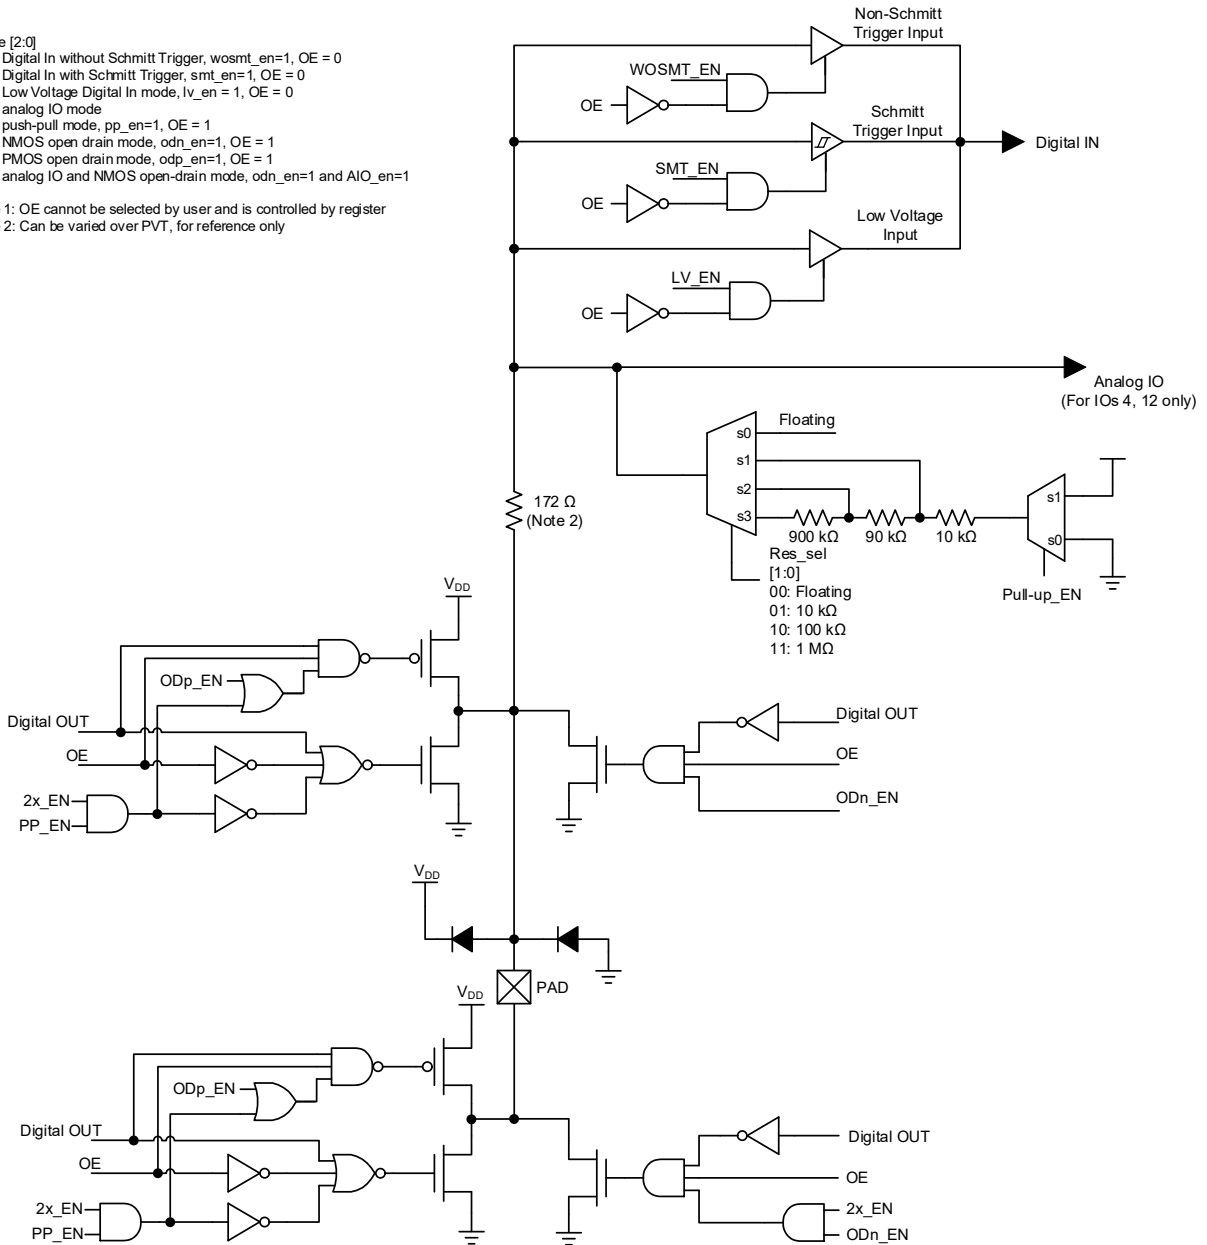 e [2:0]
Digital In without Schmitt Trigger, wosmt_en=1, OE = 0
Digital In with Schmitt Trigger, smt_en=1, OE = 0
Low Voltage Digital In mode, lv_en = 1, OE = 0
analog IO mode
push-pull mode, pp_en=1, OE = 1
NMOS open drain mode, odn_en=1, OE = 1
PMOS open drain mode, odp_en=1, OE = 1
analog IO and NMOS open-drain mode, odn_en=1 and AIO_en=1
1: OE cannot be selected by user and is controlled by register
2: Can be varied over PVT, for reference only
Non-Schmitt
Trigger Input
WOSMT_EN
OE
Schmitt
Trigger Input
Digital IN
SMT_EN
OE
Low Voltage
Input
LV_EN
OE
Analog IO
(For IOs 4, 12 only)
Floating
s0
s1
s2
s3
172 Ω
(Note 2)
900 kΩ
90 kΩ
10 kΩ
s1
s0
Res_sel
[1:0]
00: Floating
01: 10 kΩ
10: 100 kΩ
11: 1 MΩ
Pull-up_EN
VDD
ODp_EN
Digital OUT
OE
2x_EN
PP_EN
Digital OUT
OE
ODn_EN
VDD
PAD
VDD
ODp_EN
Digital OUT
OE
2x_EN
PP_EN
Digital OUT
OE
2x_EN
ODn_EN